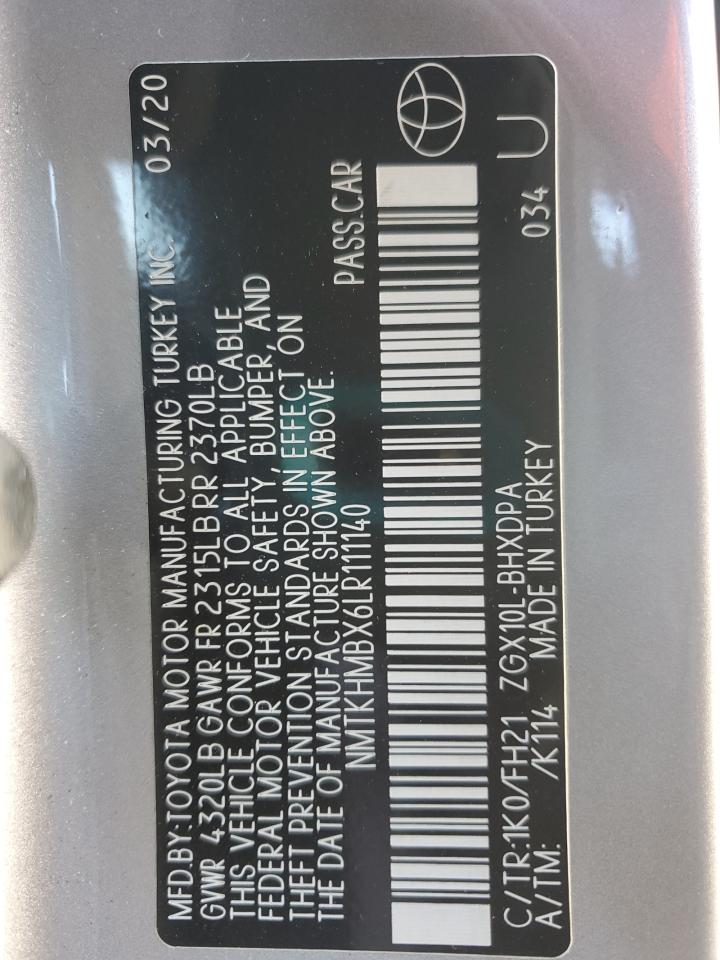 MFD.BY:TOYOTA MOTOR MANUFACTURING TURKEY INC. 03/20
GVWR 4320LB GAWR FR 2315LB RR 2370LB
THIS VEHICLE CONFORMS TO ALL APPLICABLE
FEDERAL MOTOR VEHICLE SAFETY, BUMPER, AND
THEFT PREVENTION STANDARDS IN EFFECT ON
THE DATE OF MANUFACTURE SHOWN ABOVE.
NMTKHMBX6LR111140 PASS.CAR
C/TR:1K0/FH21 ZGX10L-BHXDPA 034 U
A/TM: /K114 MADE IN TURKEY